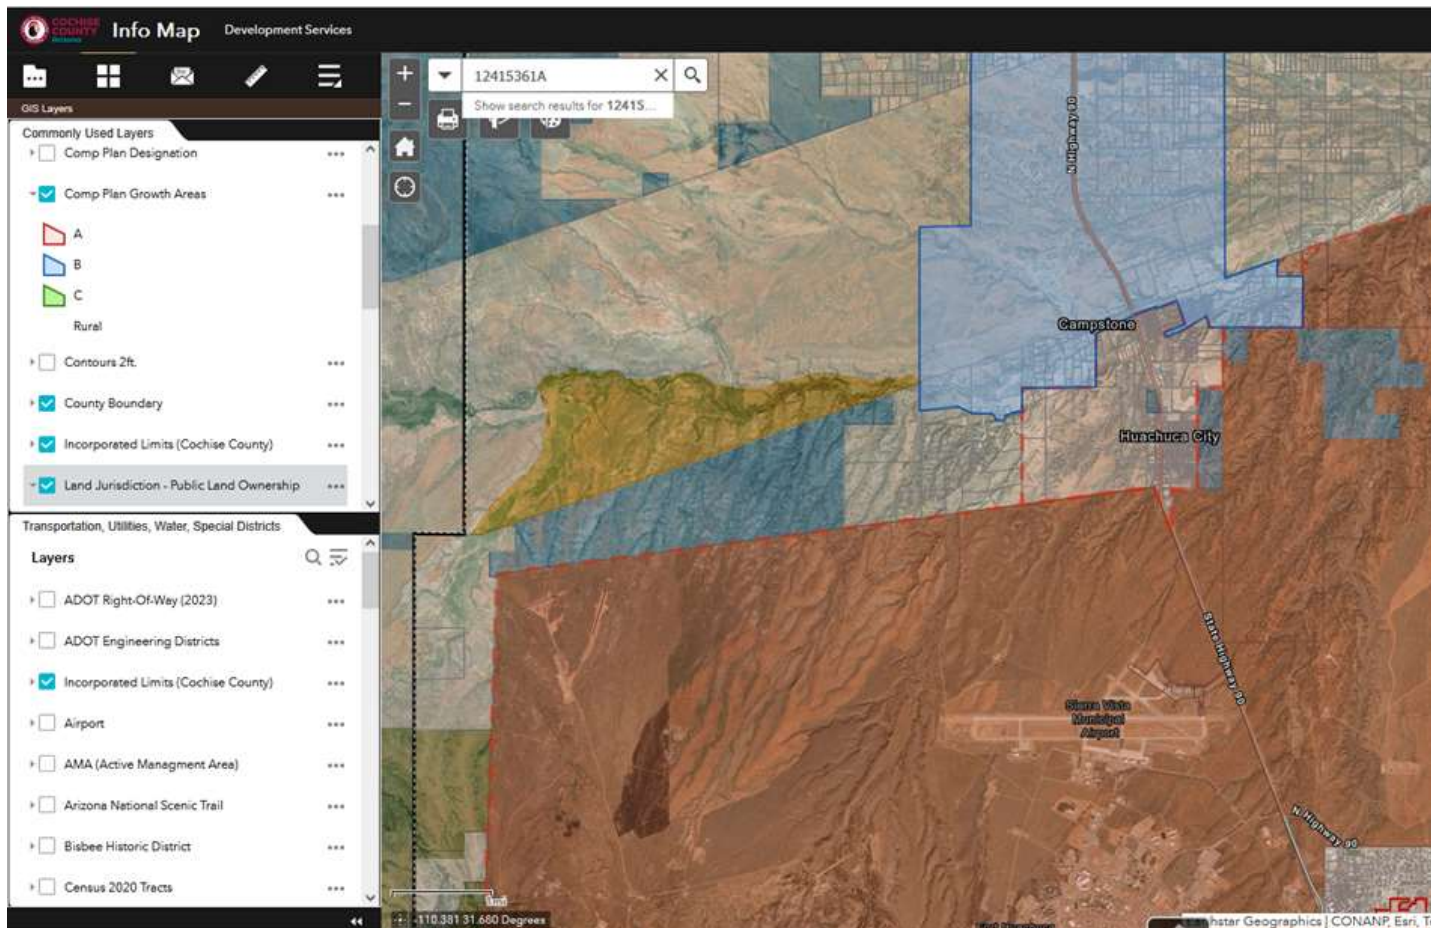 COCHISE
COUNTY
Info Map
Development Services
GIS Layers
Commonly Used Layers
Comp Plan Designation
Comp Plan Growth Areas
A
B
C
Rural
Contours 2ft.
County Boundary
Incorporated Limits (Cochise County)
Land Jurisdiction - Public Land Ownership
Transportation, Utilities, Water, Special Districts
Layers
ADOT Right-Of-Way (2023)
ADOT Engineering Districts
Incorporated Limits (Cochise County)
Airport
AMA (Active Managment Area)
Arizona National Scenic Trail
Bisbee Historic District
Census 2020 Tracts
12415361A
Show search results for 12415...
N Highway 90
Campstone
Huachuca City
State Highway 90
Sierra Vista
Municipal
Airport
N Highway 90
-110.381 31.680 Degrees
Geographics | CONANP, Esri, T